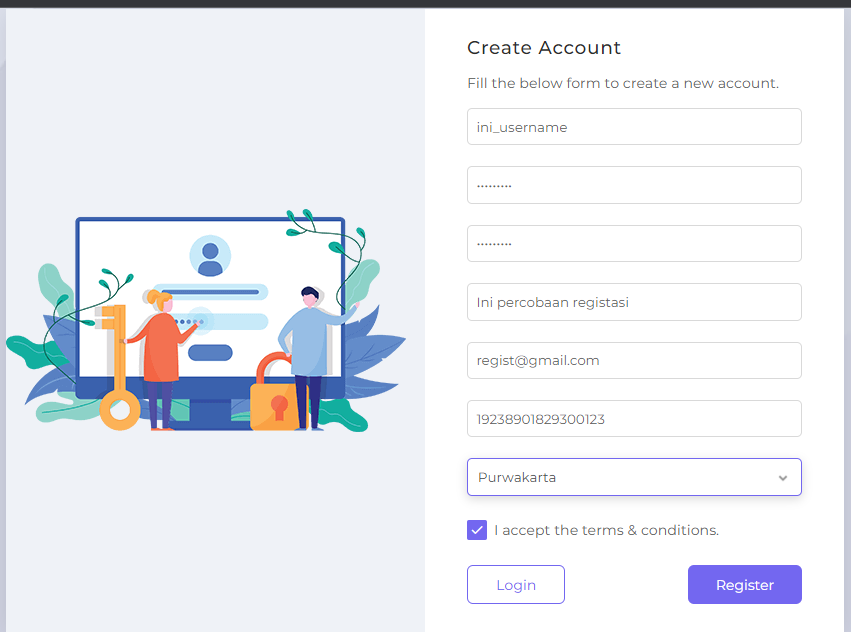 Create Account
Fill the below form to create a new account.
ini_username
•••••••••
•••••••••
Ini percobaan registasi
regist@gmail.com
19238901829300123
Purwakarta
I accept the terms & conditions.
Login
Register